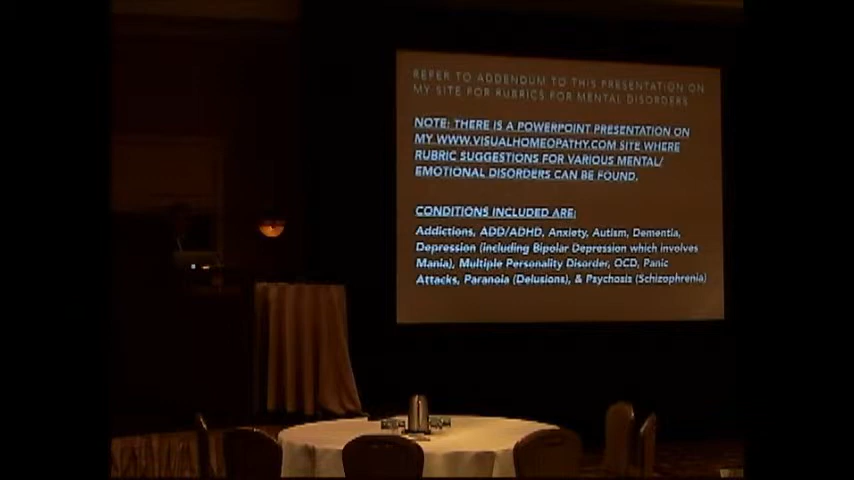 REFER TO ADDENDUM TO THIS PRESENTATION ON
MY SITE FOR RUBRICS FOR MENTAL DISORDERS
NOTE: THERE IS A POWERPOINT PRESENTATION ON
MY WWW.VISUALHOMEOPATHY.COM SITE WHERE
RUBRIC SUGGESTIONS FOR VARIOUS MENTAL/
EMOTIONAL DISORDERS CAN BE FOUND.
CONDITIONS INCLUDED ARE:
Addictions, ADD/ADHD, Anxiety, Autism, Dementia,
Depression (including Bipolar Depression which involves
Mania), Multiple Personality Disorder, OCD, Panic
Attacks, Paranoia (Delusions), & Psychosis (Schizophrenia)